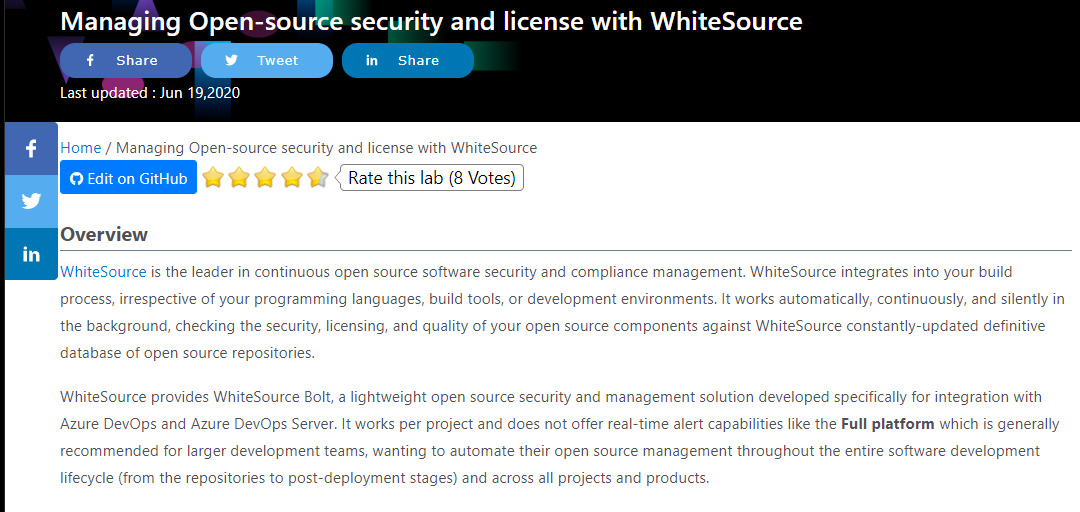 Managing Open-source security and license with WhiteSource
Share
Tweet
Share
Last updated : Jun 19,2020
Home / Managing Open-source security and license with WhiteSource
Edit on GitHub
Rate this lab (8 Votes)
Overview
WhiteSource is the leader in continuous open source software security and compliance management. WhiteSource integrates into your build
process, irrespective of your programming languages, build tools, or development environments. It works automatically, continuously, and silently in
the background, checking the security, licensing, and quality of your open source components against WhiteSource constantly-updated definitive
database of open source repositories.
WhiteSource provides WhiteSource Bolt, a lightweight open source security and management solution developed specifically for integration with
Azure DevOps and Azure DevOps Server. It works per project and does not offer real-time alert capabilities like the Full platform which is generally
recommended for larger development teams, wanting to automate their open source management throughout the entire software development
lifecycle (from the repositories to post-deployment stages) and across all projects and products.